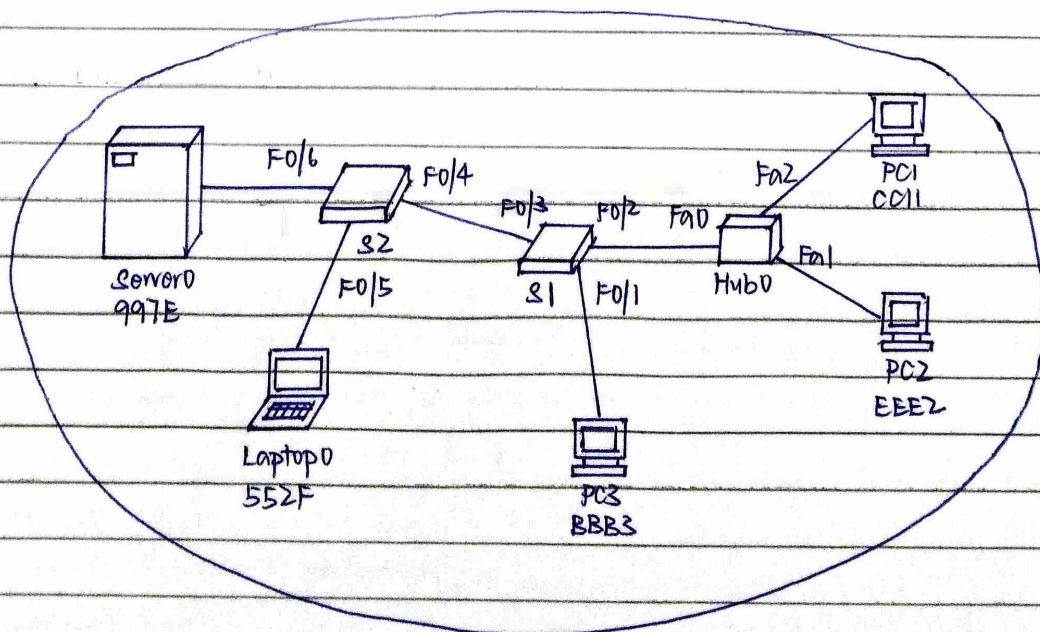 F0/6
F0/4
S2
Server0
997E
F0/5
Laptop0
552F
F0/3
F0/2
S1
F0/1
PC3
BBB3
Fa0
Hub0
Fa2
Fa1
PC1
CC11
PC2
EEE2